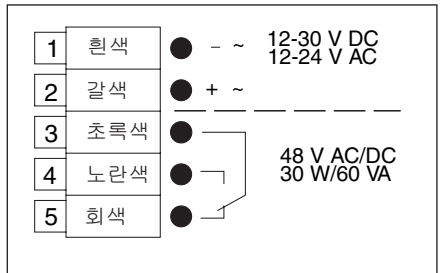 1 흰색 - ~ 12-30 V DC
12-24 V AC
2 갈색 + ~
3 초록색
48 V AC/DC
4 노란색
30 W/60 VA
5 회색